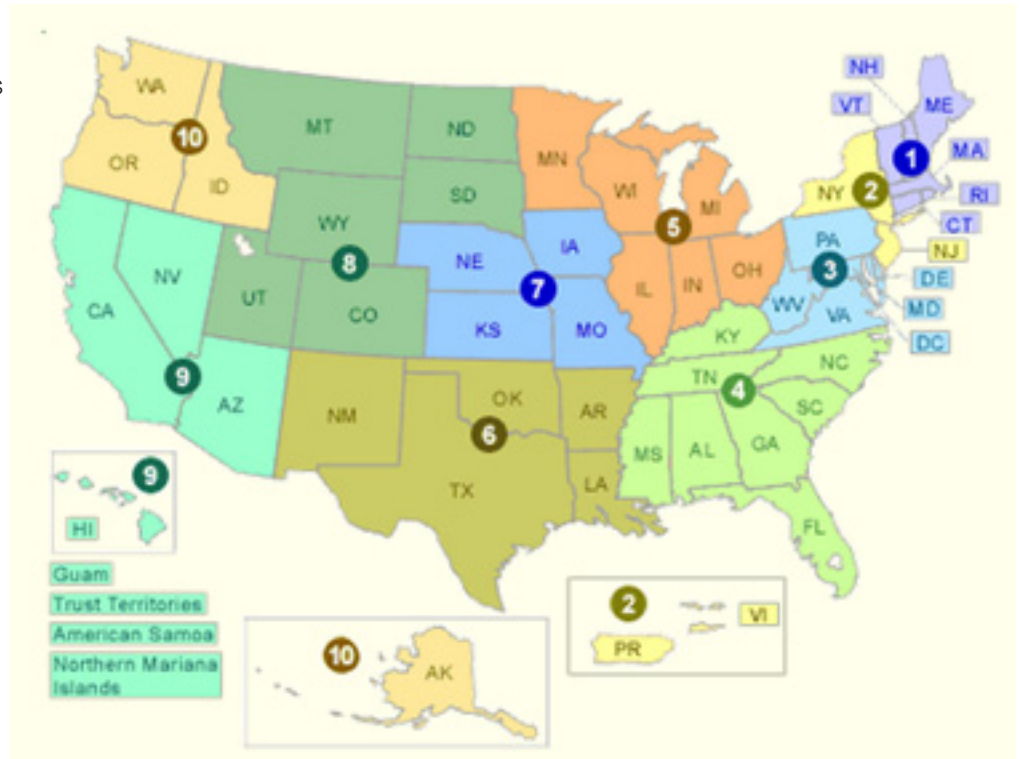 s
WA
MT
ND
MN
NH
VT
ME
10
OR
ID
WY
SD
WI
MI
NY
2
1
MA
RI
CT
NJ
8
5
NV
UT
CO
NE
IA
7
IL
IN
OH
PA
3
WV
VA
DE
MD
DC
CA
KS
MO
KY
9
AZ
NM
OK
6
AR
TN
4
NC
SC
TX
LA
MS
AL
GA
FL
9
HI
Guam
Trust Territories
American Samoa
Northern Mariana
Islands
10
AK
2
PR
VI